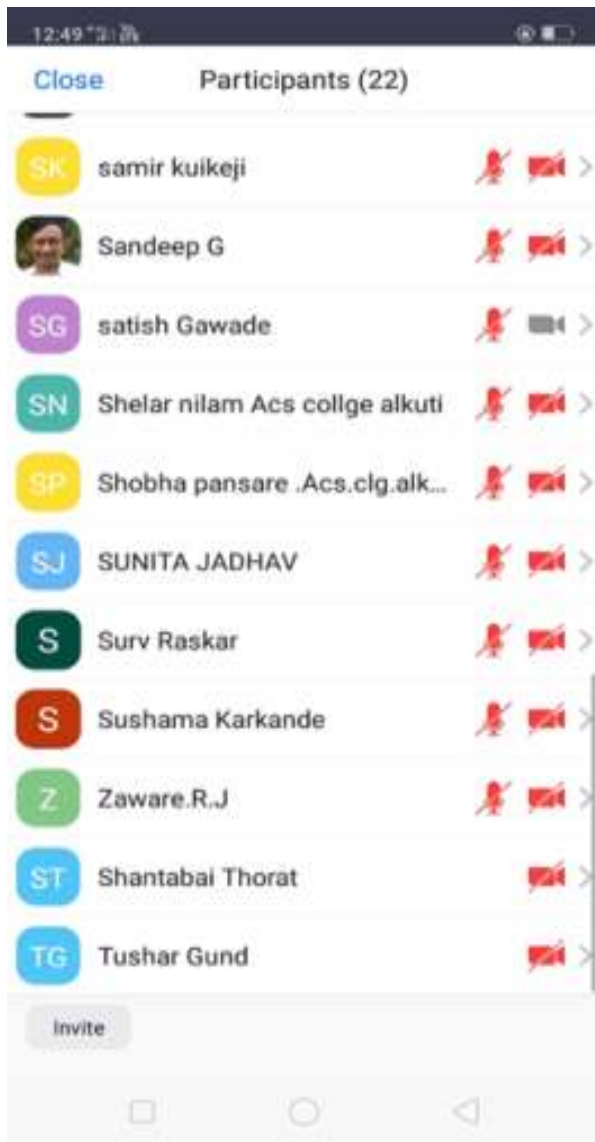 12:49
Close Participants (22)
SK samir kuikeji
Sandeep G
SG satish Gawade
SN Shelar nilam Acs collge alkuti
SP Shobha pansare .Acs.clg.alk...
SJ SUNITA JADHAV
S Surv Raskar
S Sushama Karkande
Z Zaware.R.J
ST Shantabai Thorat
TG Tushar Gund
Invite